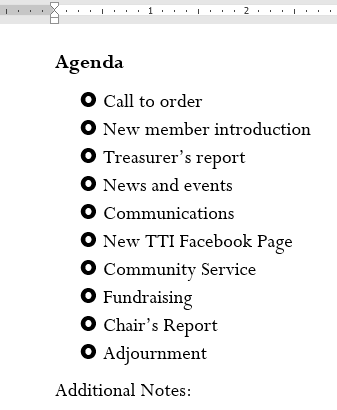 1 2
Agenda
Call to order
New member introduction
Treasurer’s report
News and events
Communications
New TTI Facebook Page
Community Service
Fundraising
Chair’s Report
Adjournment
Additional Notes: